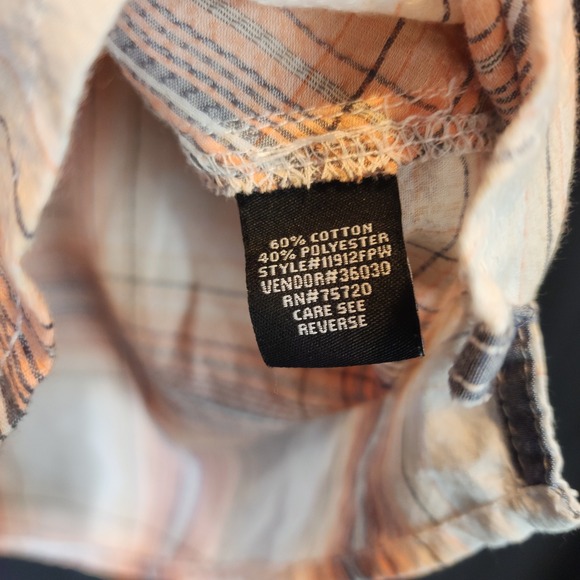 60% COTTON
40% POLYESTER
STYLE#11912FPW
VENDOR#36030
RN#75720
CARE SEE
REVERSE